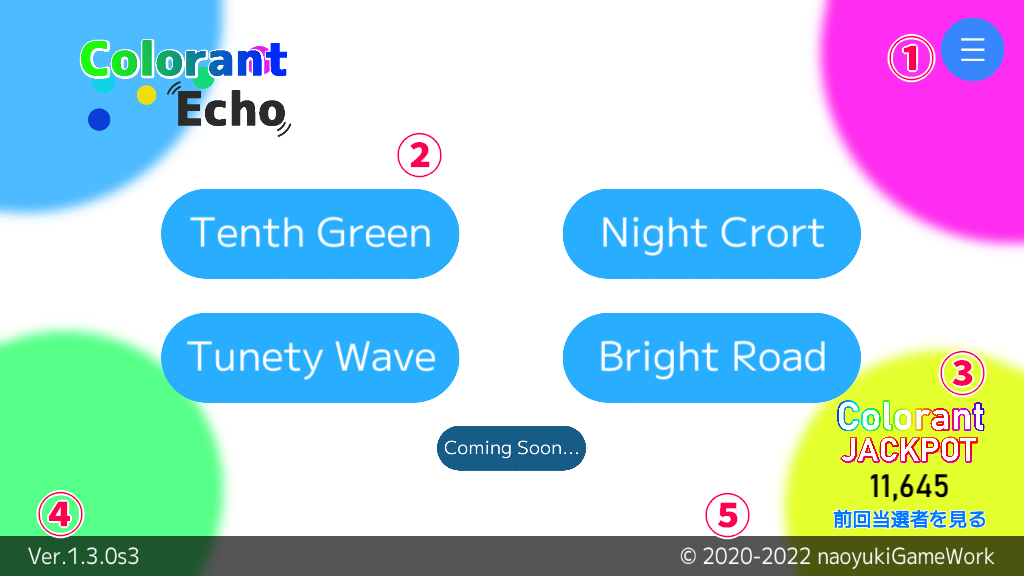 Colorant
Echo
①
②
Tenth Green
Night Crort
Tunety Wave
Bright Road
③
Colorant
JACKPOT
11,645
前回当選者を見る
Coming Soon...
④
⑤
Ver.1.3.0s3
© 2020-2022 naoyukiGameWork